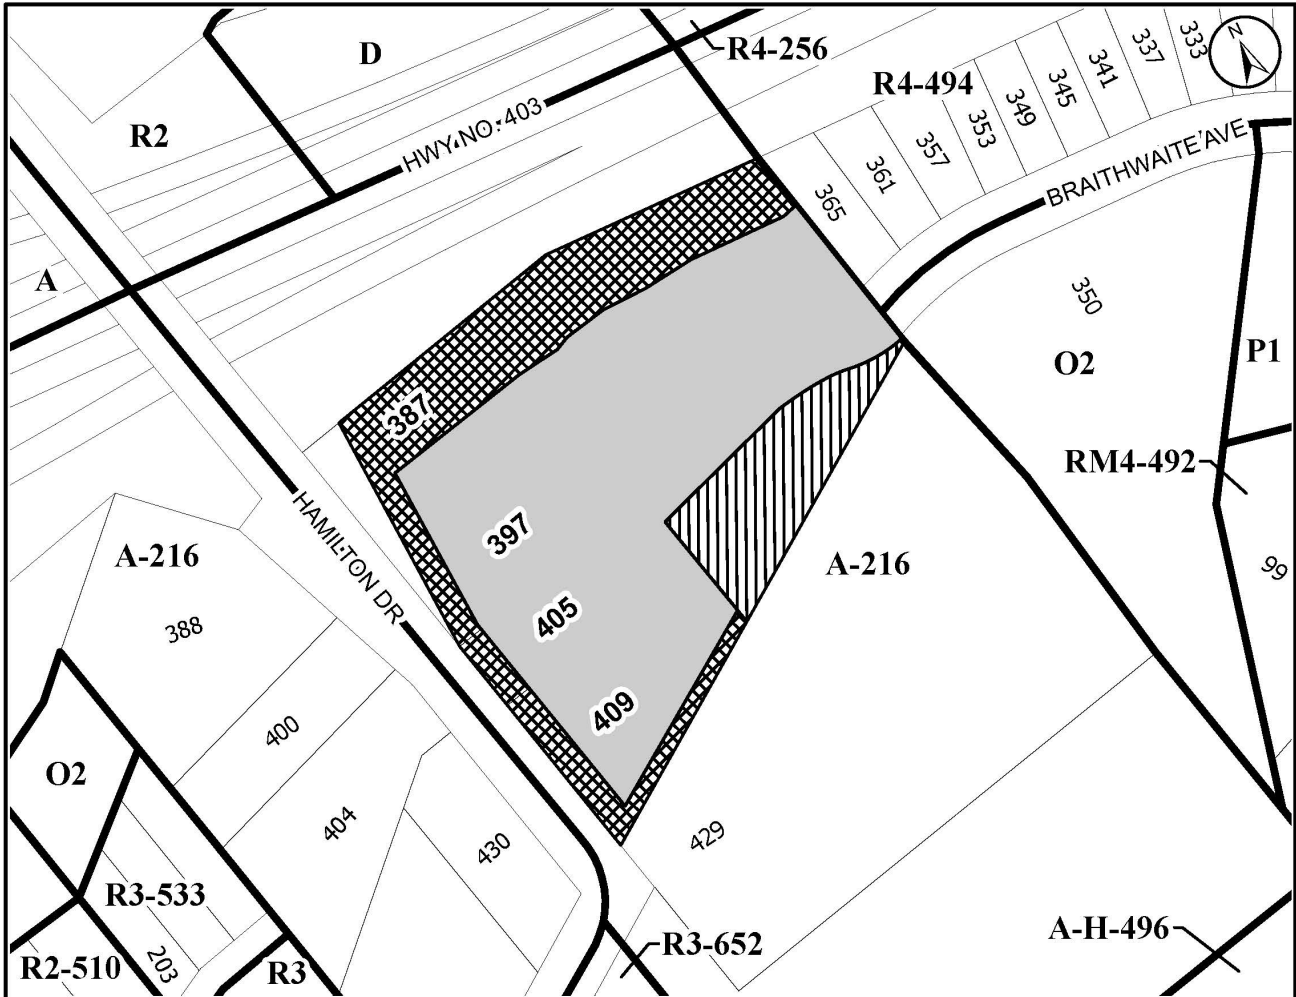 D
R4-256
R4-494
333
337
341
345
349
353
357
361
365
N
R2
HWY NO. 403
BRAITHWAITE AVE
A
350
O2
P1
387
RM4-492
397
HAMILTON DR
A-216
A-216
99
388
405
400
409
O2
404
430
429
R3-533
R2-510
203
R3
R3-652
A-H-496